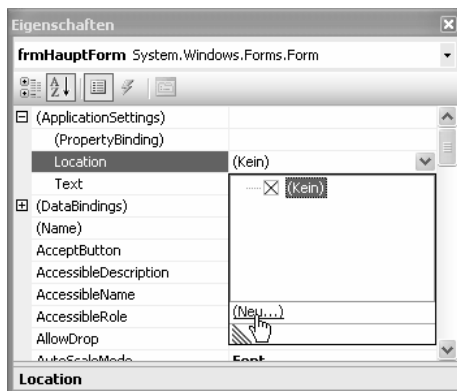 Eigenschaften
frmHauptForm System.Windows.Forms.Form
(ApplicationSettings)
(PropertyBinding)
Location (Kein)
Text (Kein)
(DataBindings)
(Name)
AcceptButton
AccessibleDescription
AccessibleName
AccessibleRole (Neu...)
AllowDrop
AutoScaleMode Font
Location